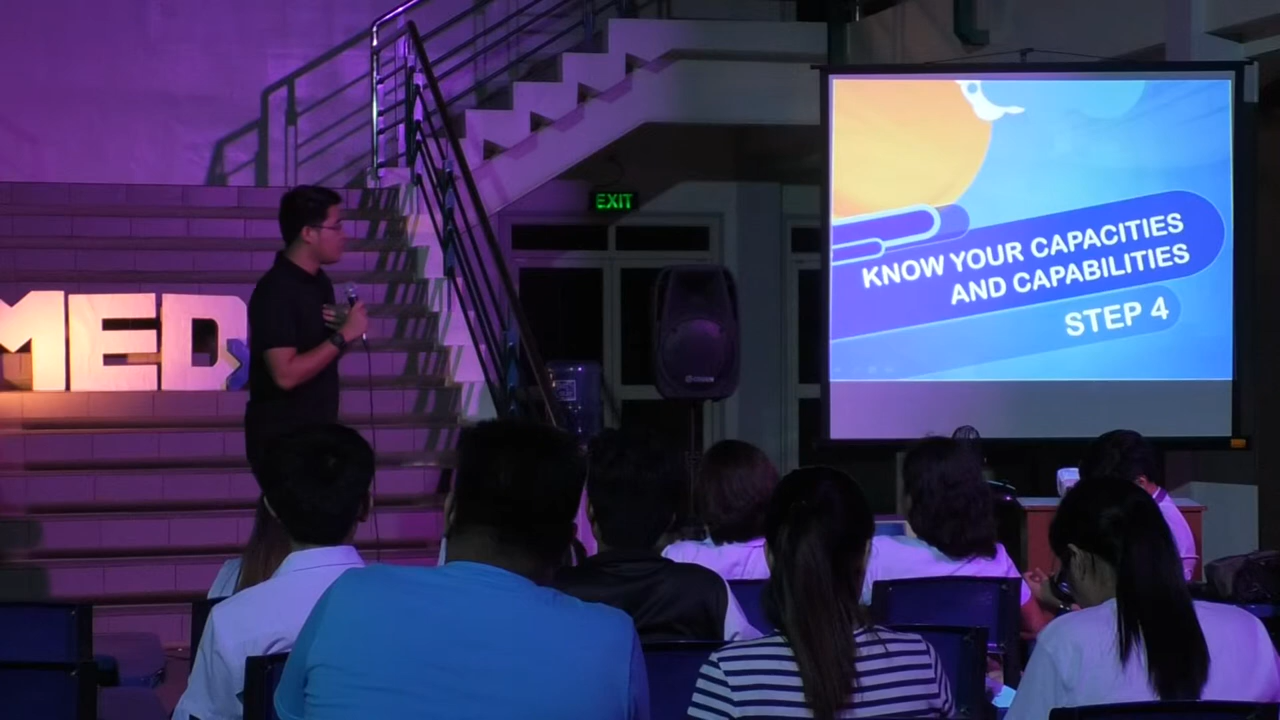 EXIT
MED
KNOW YOUR CAPACITIES
AND CAPABILITIES
STEP 4